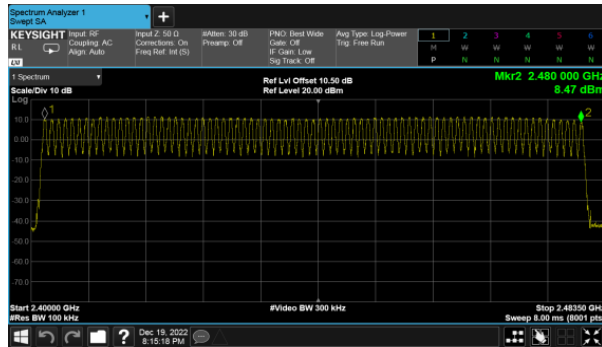 Spectrum Analyzer 1
Swept SA
+
KEYSIGHT Input: RF Input Z: 50 Ω #Atten: 30 dB PNO: Best Wide Avg Type: Log-Power 1 2 3 4 5 6
RL Coupling: AC Corrections: On Preamp: Off Gate: Off Trig: Free Run M W W W W W
Align: Auto Freq Ref: Int (S) IF Gain: Low
LXI Sig Track: Off P N N N N N
1 Spectrum Ref Lvl Offset 10.50 dB Mkr2 2.480 000 GHz
Scale/Div 10 dB Ref Level 20.00 dBm 8.47 dBm
Log
1
2
10.0
0.00
-10.0
-20.0
-30.0
-40.0
-50.0
-60.0
-70.0
Start 2.40000 GHz #Video BW 300 kHz Stop 2.48350 GHz
#Res BW 100 kHz Sweep 8.00 ms (8001 pts)
? Dec 19, 2022
8:15:18 PM